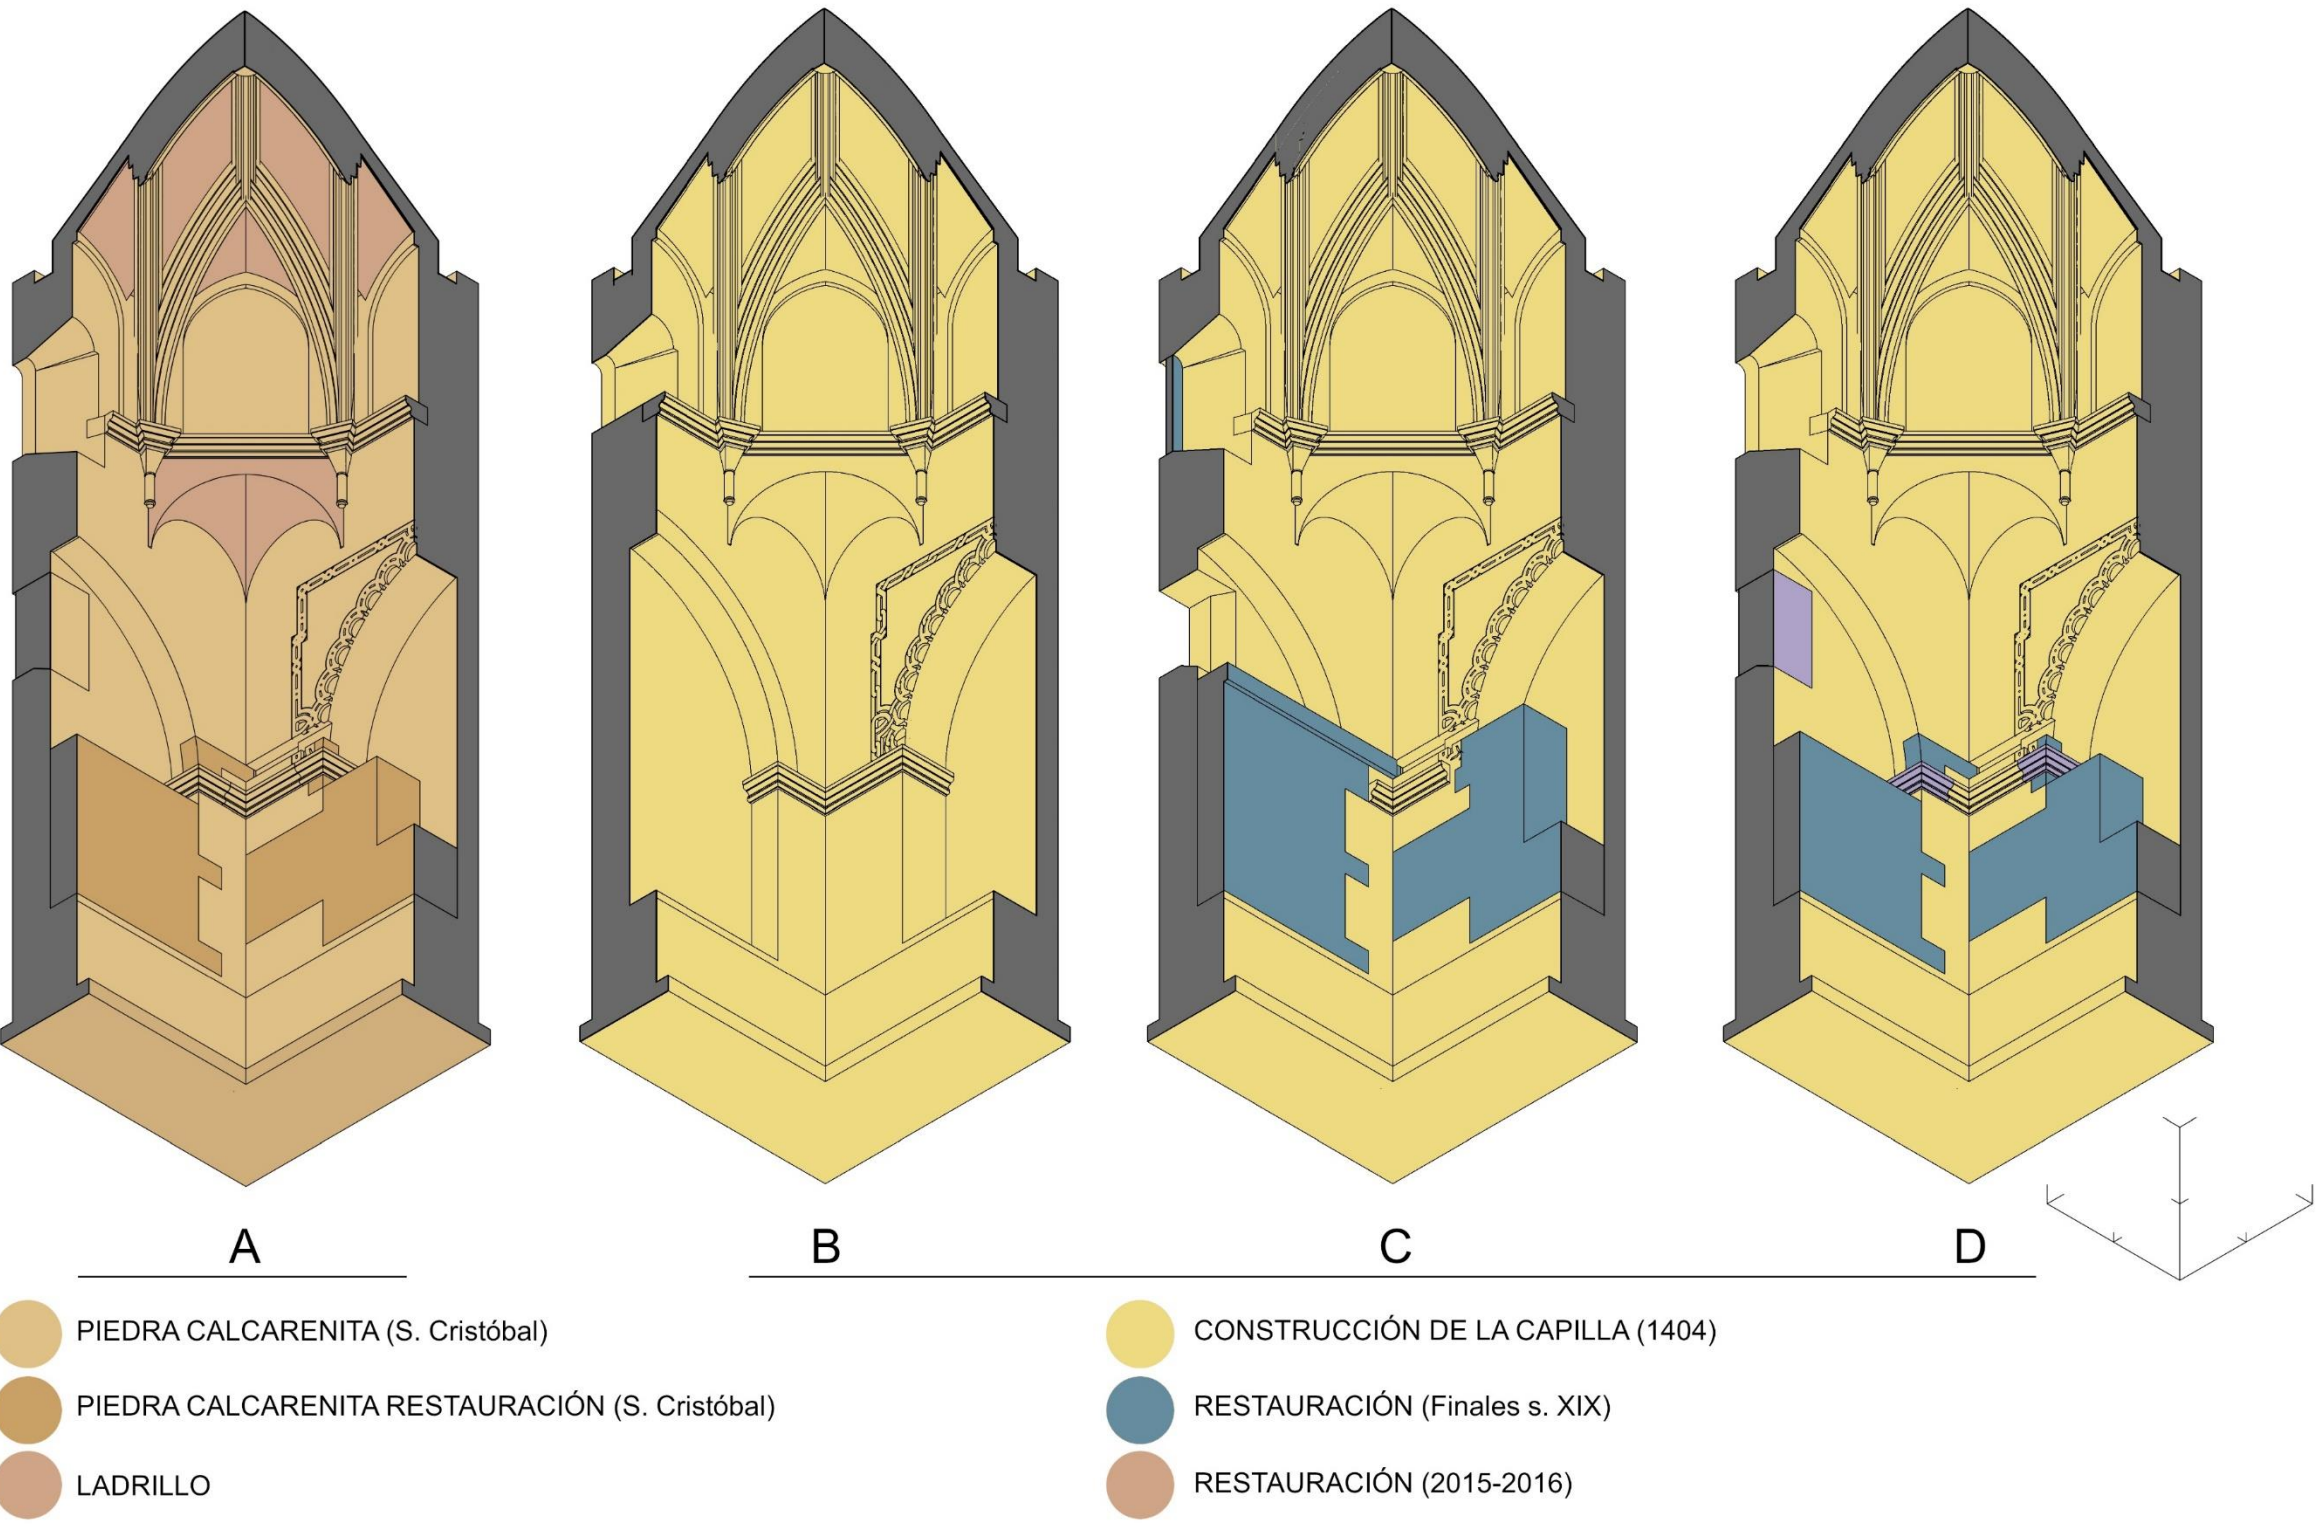 A
B
C
D
PIEDRA CALCARENITA (S. Cristóbal)
PIEDRA CALCARENITA RESTAURACIÓN (S. Cristóbal)
LADRILLO
CONSTRUCCIÓN DE LA CAPILLA (1404)
RESTAURACIÓN (Finales s. XIX)
RESTAURACIÓN (2015-2016)